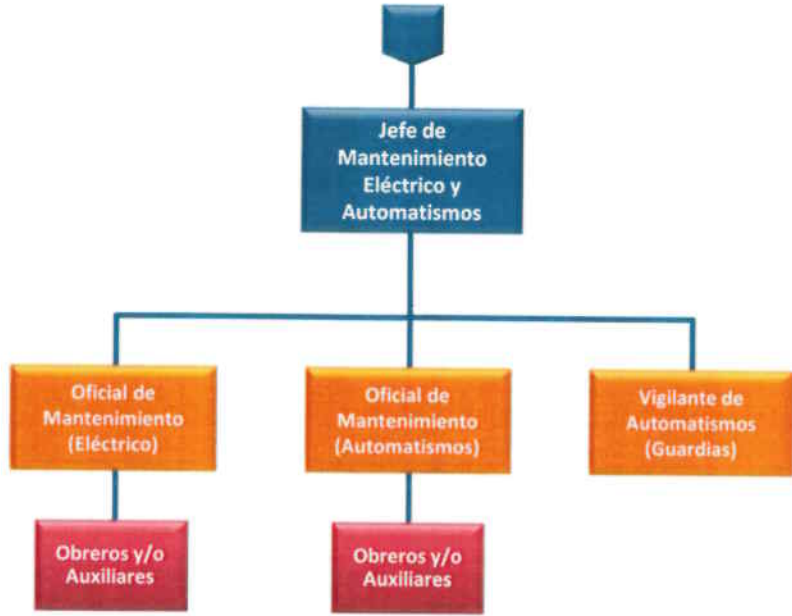 Jefe de
Mantenimiento
Eléctrico y
Automatismos
Oficial de
Mantenimiento
(Eléctrico)
Oficial de
Mantenimiento
(Automatismos)
Vigilante de
Automatismos
(Guardias)
Obreros y/o
Auxiliares
Obreros y/o
Auxiliares